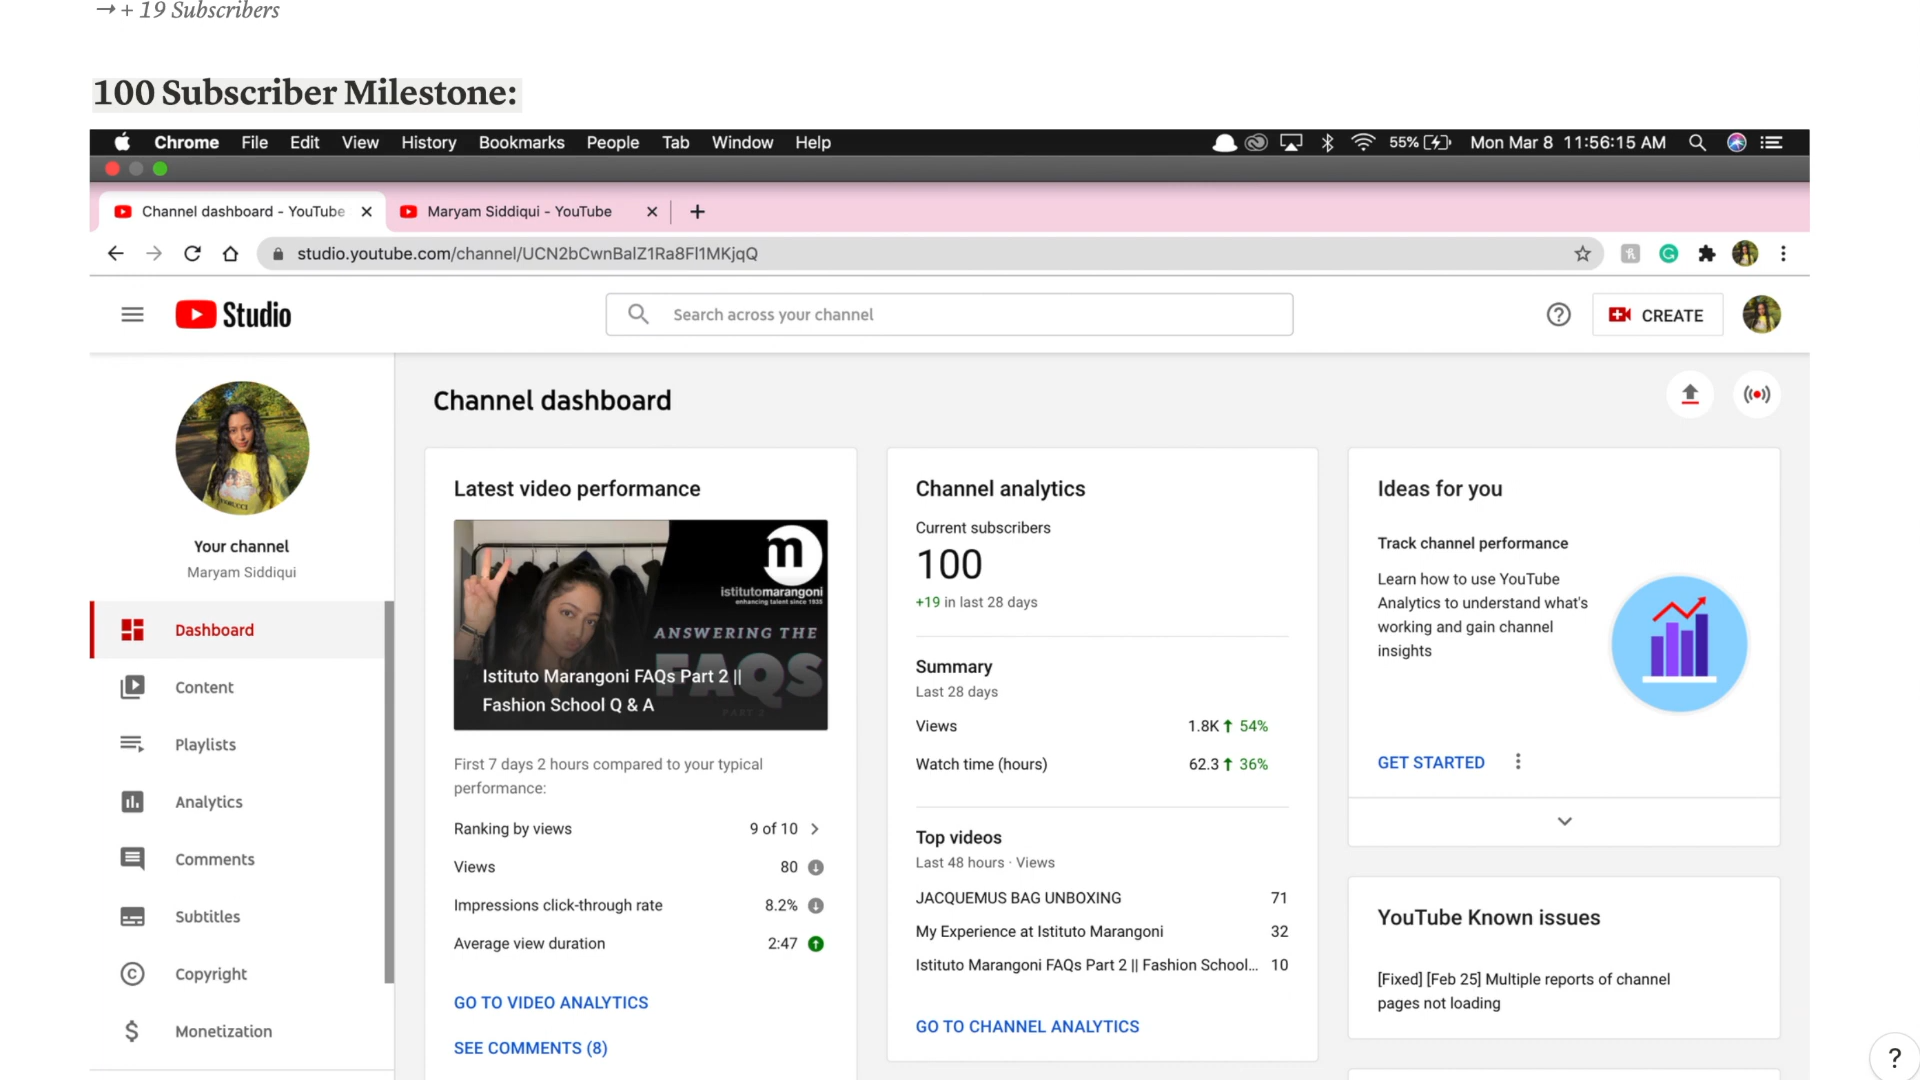 → + 19 Subscribers
100 Subscriber Milestone:
Chrome File Edit View History Bookmarks People Tab Window Help 55% Mon Mar 8 11:56:15 AM
Channel dashboard - YouTube Maryam Siddiqui - YouTube
studio.youtube.com/channel/UCN2bCwnBalZ1Ra8Fl1MKjqQ
Studio
Search across your channel
CREATE
Your channel
Maryam Siddiqui
Dashboard
Content
Playlists
Analytics
Comments
Subtitles
Copyright
Monetization
Channel dashboard
Latest video performance
m
istitutomarangoni
enhancing talent since 1935
ANSWERING THE
FAQS
PART 2
Istituto Marangoni FAQs Part 2 ||
Fashion School Q & A
First 7 days 2 hours compared to your typical
performance:
Ranking by views 9 of 10
Views 80
Impressions click-through rate 8.2%
Average view duration 2:47
GO TO VIDEO ANALYTICS
SEE COMMENTS (8)
Channel analytics
Current subscribers
100
+19 in last 28 days
Summary
Last 28 days
Views 1.8K 54%
Watch time (hours) 62.3 36%
Top videos
Last 48 hours · Views
JACQUEMUS BAG UNBOXING 71
My Experience at Istituto Marangoni 32
Istituto Marangoni FAQs Part 2 || Fashion School... 10
GO TO CHANNEL ANALYTICS
Ideas for you
Track channel performance
Learn how to use YouTube
Analytics to understand what's
working and gain channel
insights
GET STARTED
YouTube Known issues
[Fixed] [Feb 25] Multiple reports of channel
pages not loading
?